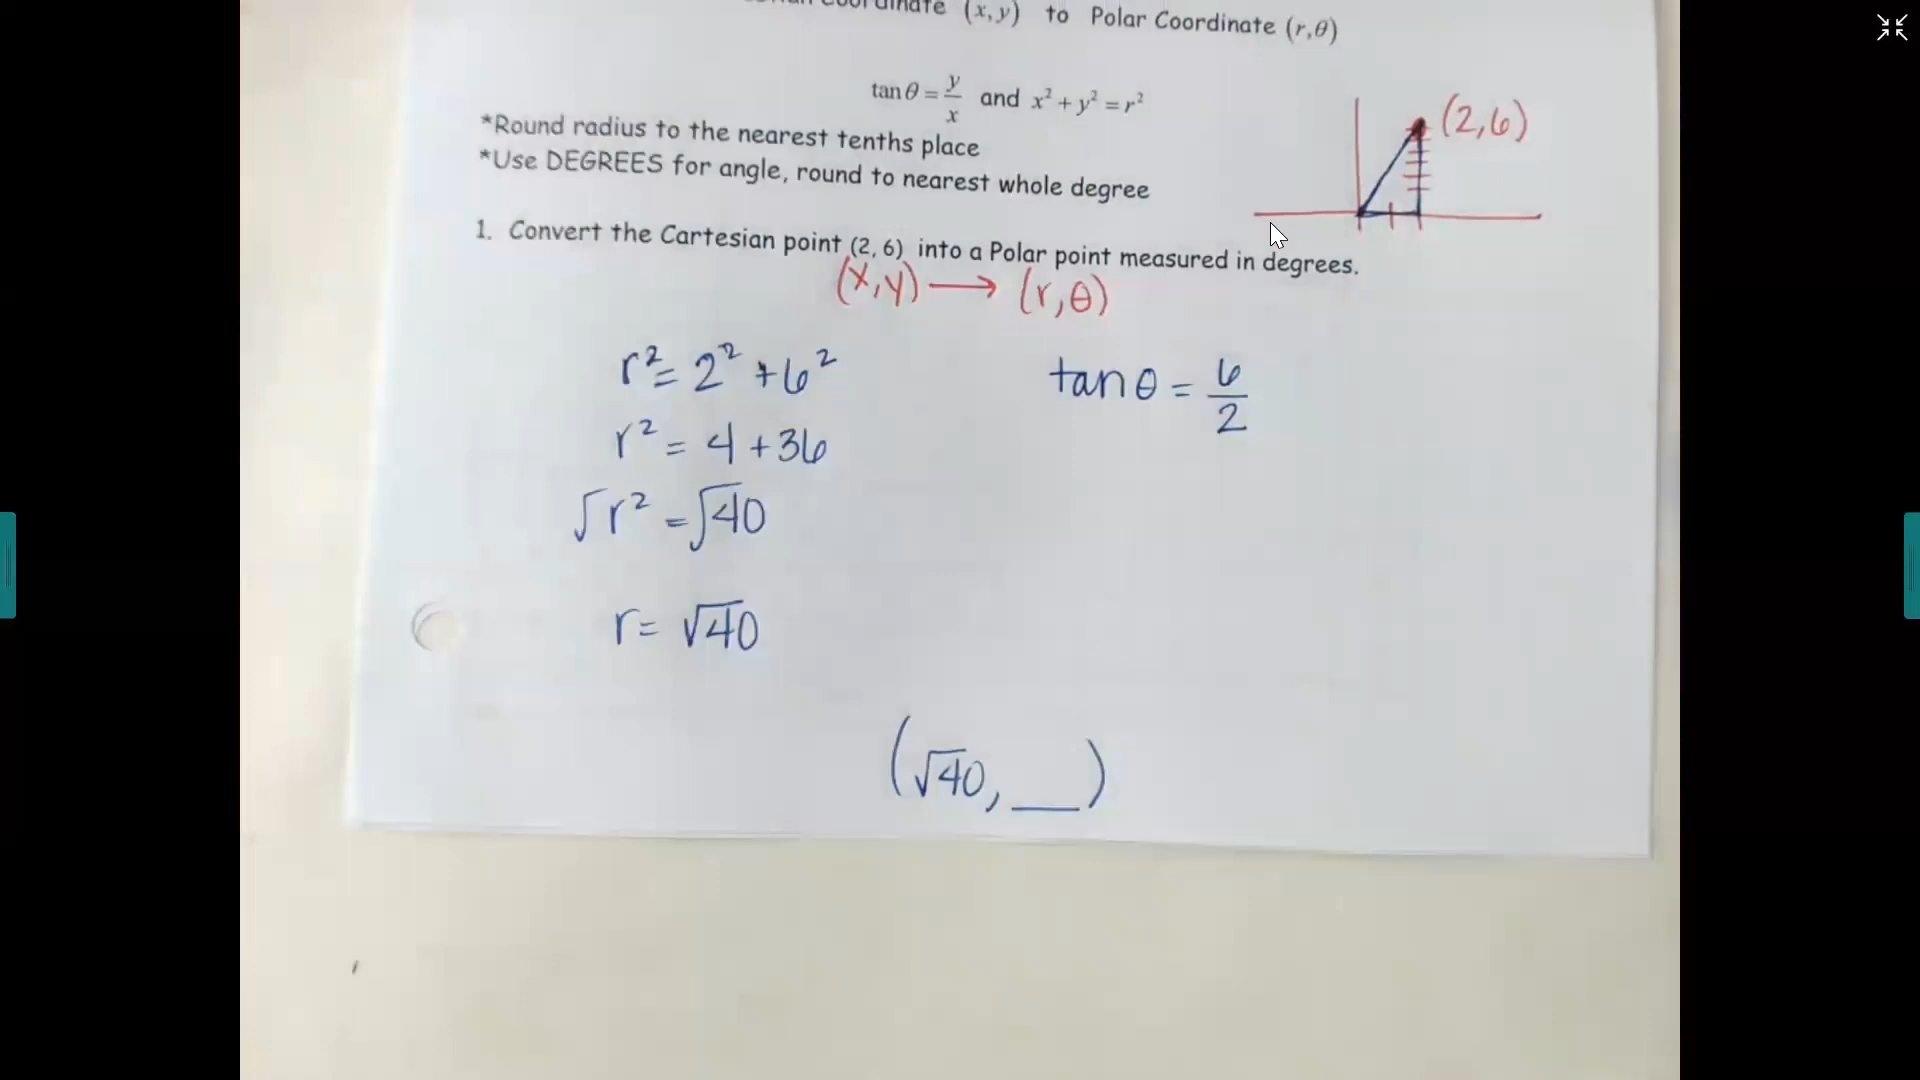 Coordinate (x,y) to Polar Coordinate (r,θ)
tan θ = y/x and x² + y² = r²
*Round radius to the nearest tenths place
*Use DEGREES for angle, round to nearest whole degree
(2,6)
1. Convert the Cartesian point (2, 6) into a Polar point measured in degrees.
(x,y) → (r,θ)
r² = 2² + 6²
tan θ = 6/2
r² = 4 + 36
√r² = √40
r = √40
(√40, __)